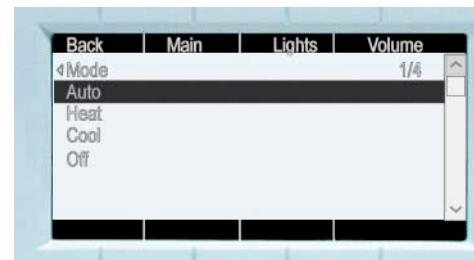 Back Main Lights Volume
Mode 1/4
Auto
Heat
Cool
Off